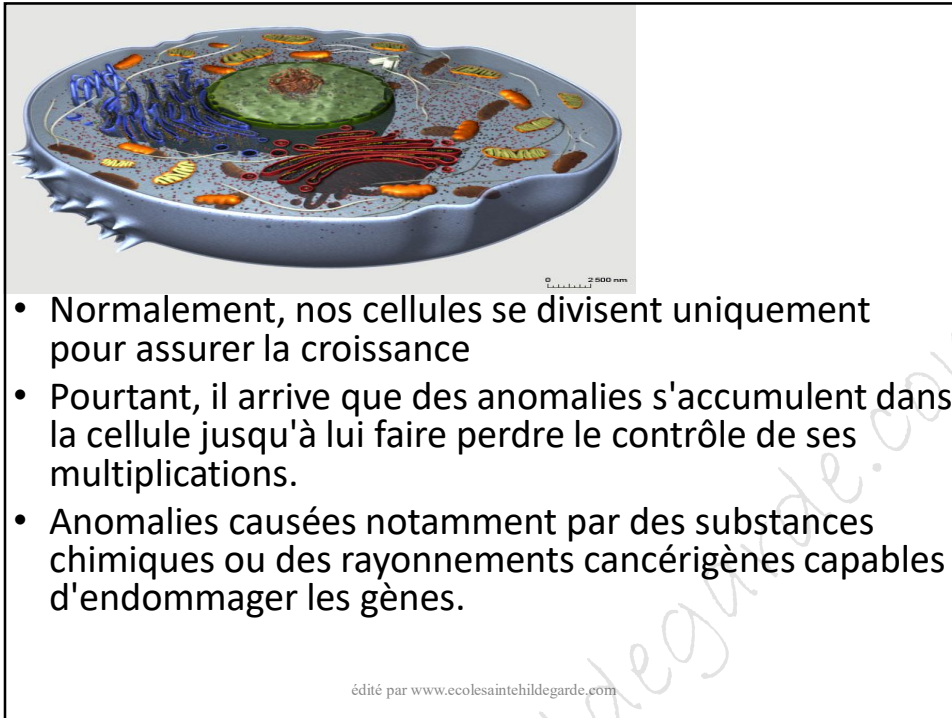 0 2 500 nm
• Normalement, nos cellules se divisent uniquement
pour assurer la croissance
• Pourtant, il arrive que des anomalies s'accumulent dans
la cellule jusqu'à lui faire perdre le contrôle de ses
multiplications.
• Anomalies causées notamment par des substances
chimiques ou des rayonnements cancérigènes capables
d'endommager les gènes.
édité par www.ecolesaintehildegarde.com